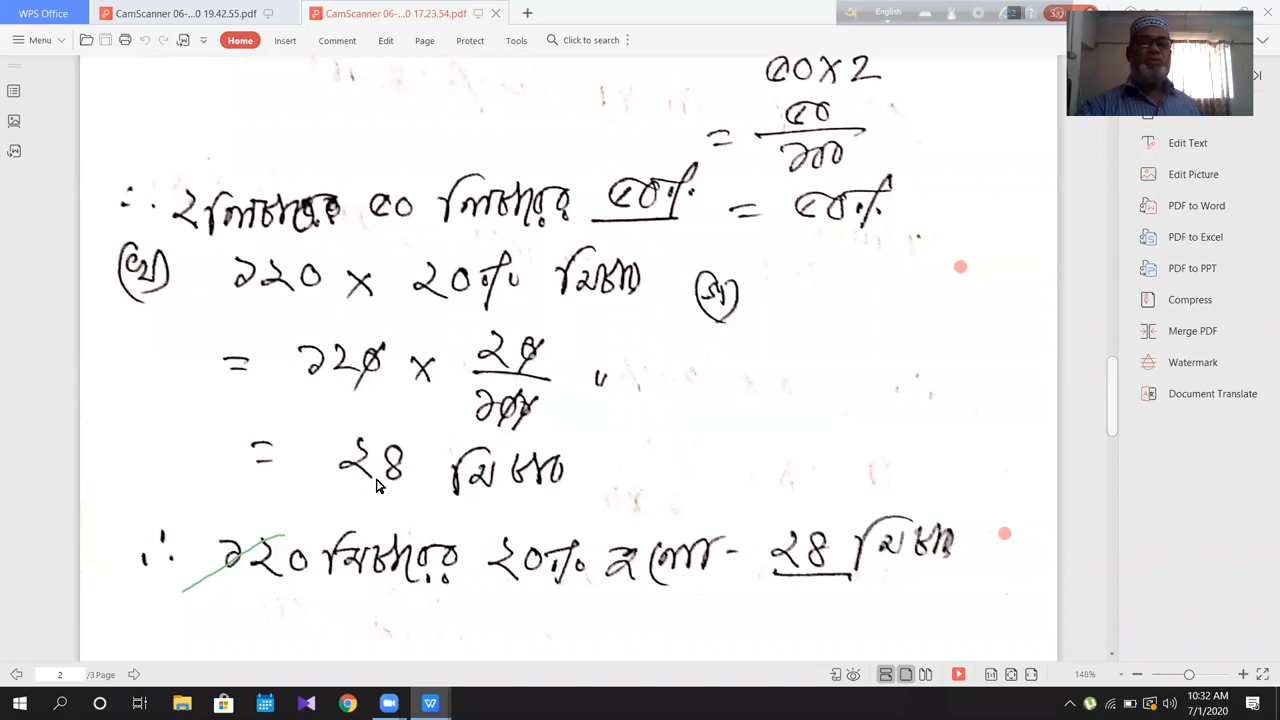 WPS Office CamScanner 06-...0 19.42.55.pdf CamScanner 06-...0 17.23.54.pdf
English
Menu Home Insert Comment Edit Page Protect Tools Click to search
Edit Text
Edit Picture
PDF to Word
PDF to Excel
PDF to PPT
Compress
Merge PDF
Watermark
Document Translate
৫০×২
= ৫০/১০০
∴ ২ লিটারের ৫০ লিটারের ৫০% = ৫০%
(খ) ১২০ × ২০% মিটার
= ১২০ × ২০/১০০ "
= ২৪ মিটার
∴ ১২০ মিটারের ২০% হলো- ২৪ মিটার
2 /3 Page 148%
10:32 AM
7/1/2020